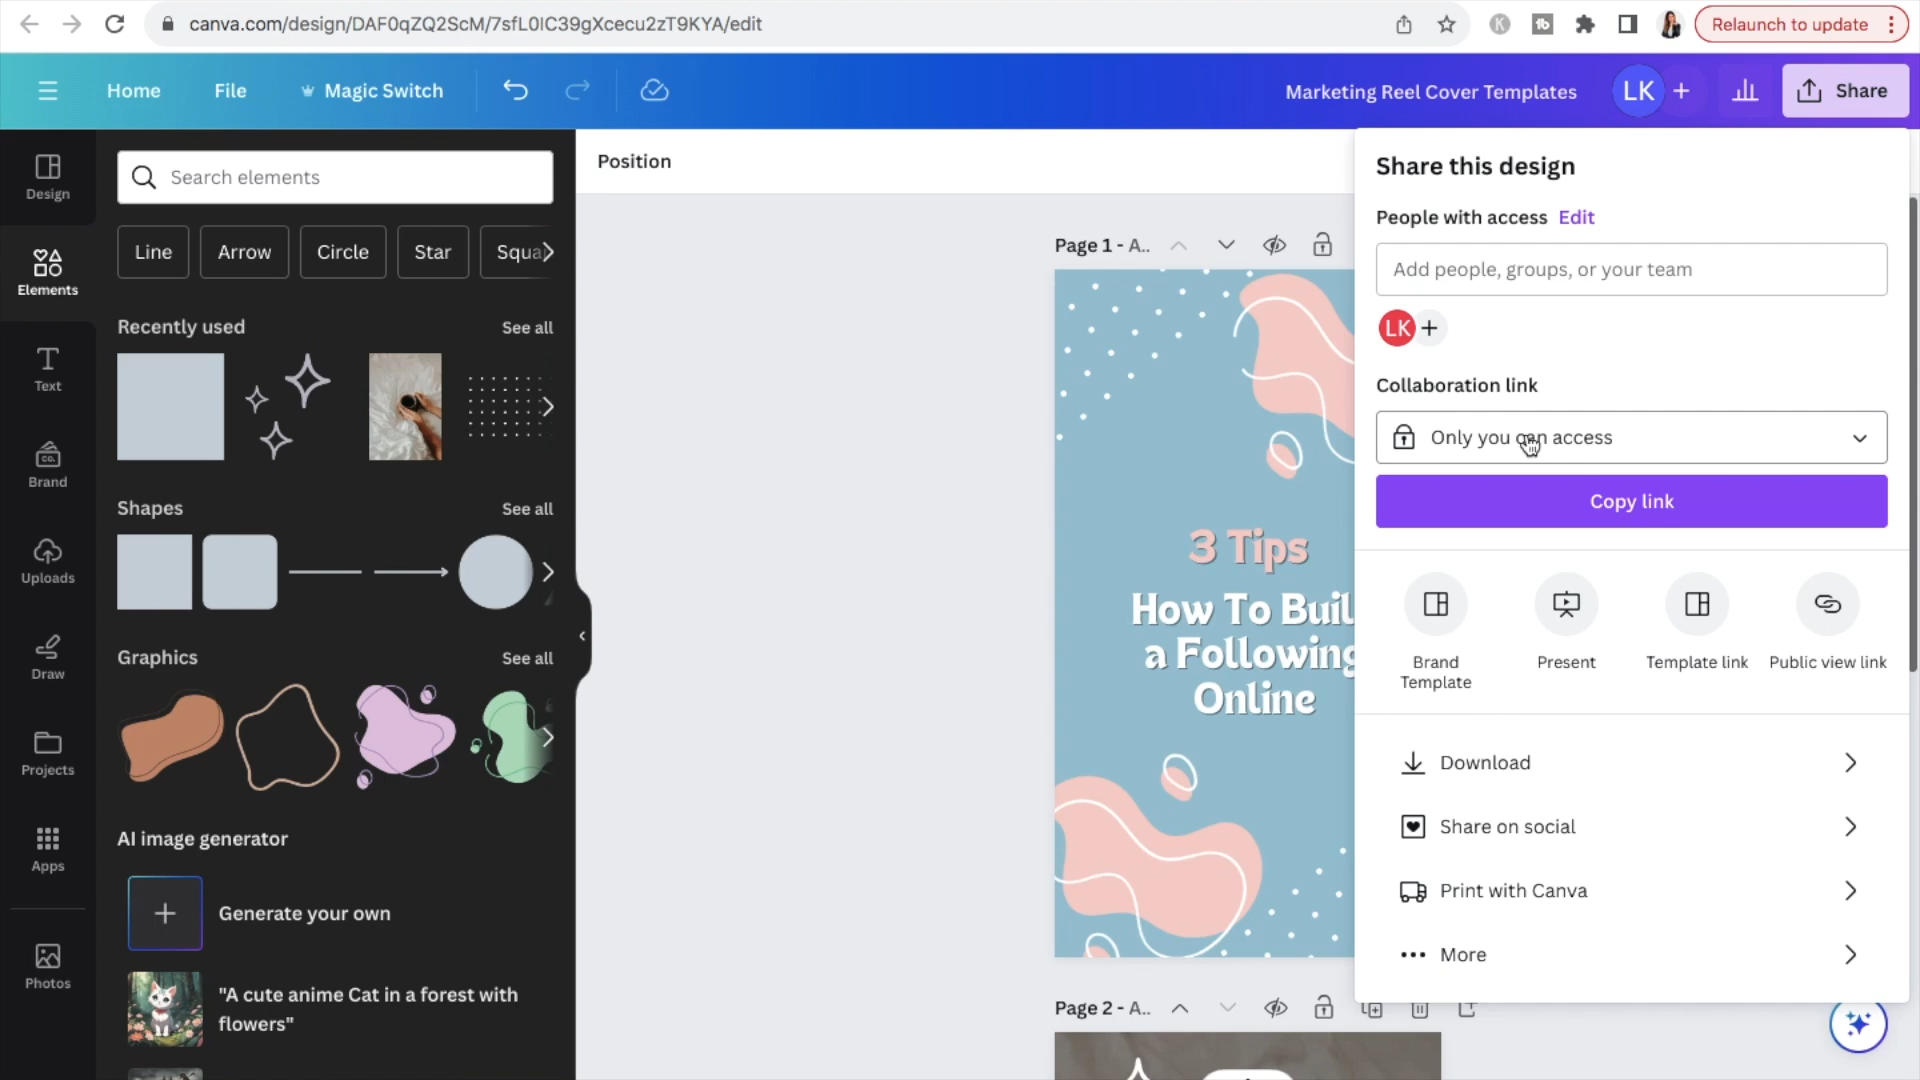 canva.com/design/DAF0qZQ2ScM/7sfL0IC39gXcecu2zT9KYA/edit
Relaunch to update
Home
File
Magic Switch
Marketing Reel Cover Templates
LK
Share
Design
Elements
Text
Brand
CO.
Uploads
Draw
Projects
Apps
Photos
Search elements
Line
Arrow
Circle
Star
Squa
Recently used
See all
Shapes
See all
Graphics
See all
AI image generator
Generate your own
"A cute anime Cat in a forest with
flowers"
Position
Page 1 - A..
3 Tips
How To Buil
a Following
Online
Page 2 - A..
Share this design
People with access Edit
Add people, groups, or your team
LK
Collaboration link
Only you can access
Copy link
Brand
Template
Present
Template link
Public view link
Download
Share on social
Print with Canva
More